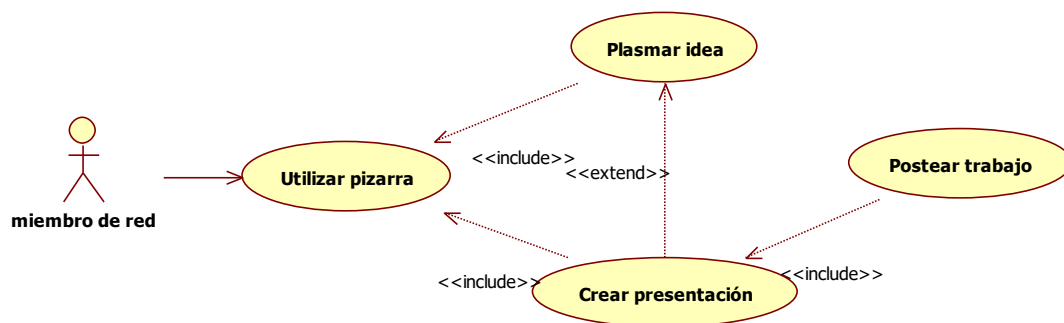 Plasmar idea
<<include>>
<<extend>>
Postear trabajo
Utilizar pizarra
miembro de red
<<include>>
Crear presentación
<<include>>